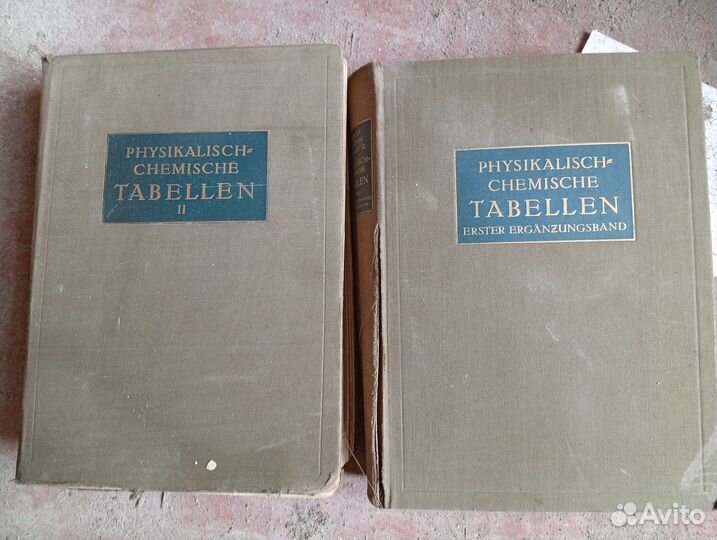 PHYSIKALISCH-
CHEMISCHE
TABELLEN
II
PHYSIKALISCH-
CHEMISCHE
TABELLEN
ERSTER ERGÄNZUNGSBAND
Avito